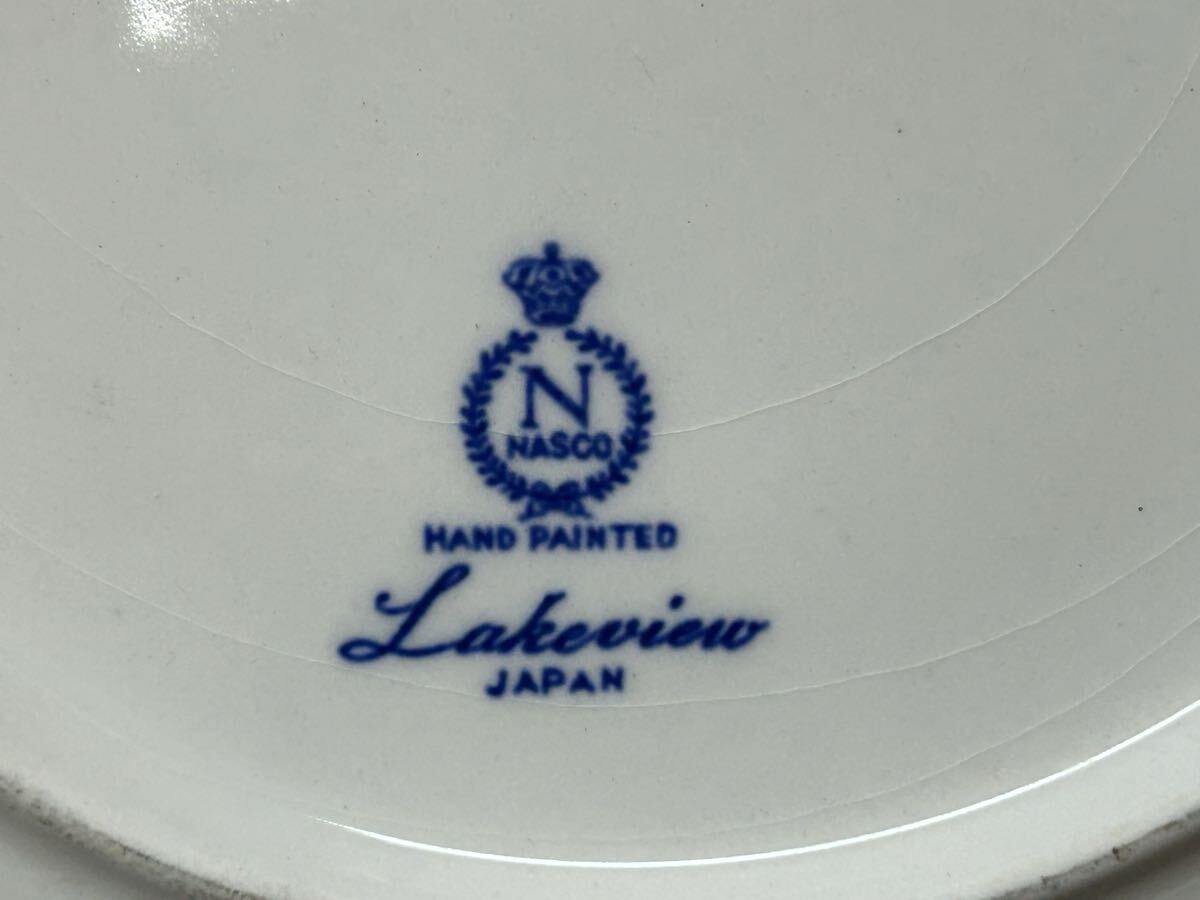 N
NASCO
HAND PAINTED
Lakeview
JAPAN